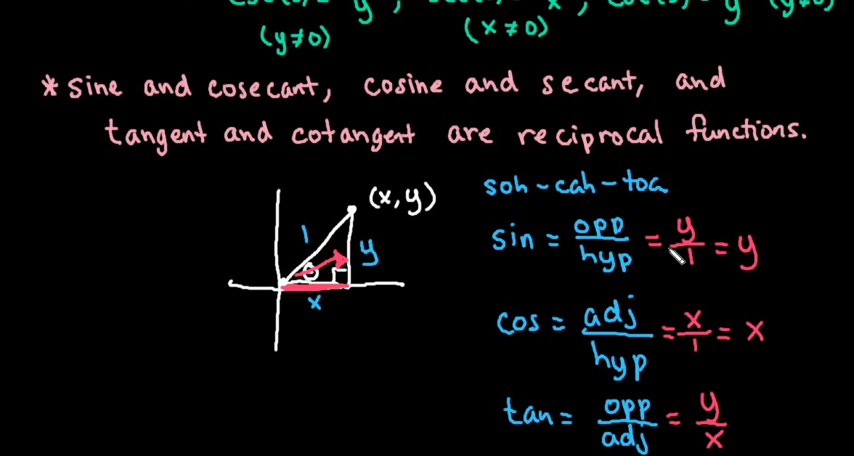 (y≠0) (x≠0)
* sine and cosecant, cosine and secant, and
tangent and cotangent are reciprocal functions.
(x, y)
1
θ
y
x
soh-cah-toa
sin = opp/hyp = y/1 = y
cos = adj/hyp = x/1 = x
tan = opp/adj = y/x